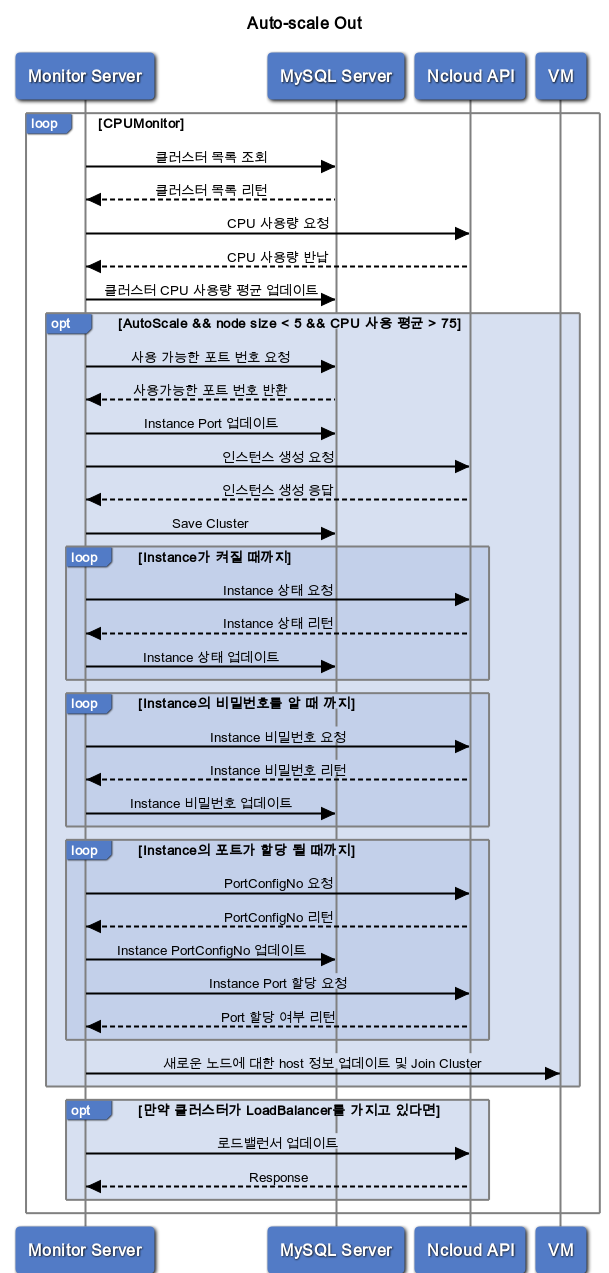 Auto-scale Out
Monitor Server MySQL Server Ncloud API VM
loop [CPUMonitor]
클러스터 목록 조회
클러스터 목록 리턴
CPU 사용량 요청
CPU 사용량 반납
클러스터 CPU 사용량 평균 업데이트
opt [AutoScale && node size < 5 && CPU 사용 평균 > 75]
사용 가능한 포트 번호 요청
사용가능한 포트 번호 반환
Instance Port 업데이트
인스턴스 생성 요청
인스턴스 생성 응답
Save Cluster
loop [Instance가 켜질 때까지]
Instance 상태 요청
Instance 상태 리턴
Instance 상태 업데이트
loop [Instance의 비밀번호를 알 때 까지]
Instance 비밀번호 요청
Instance 비밀번호 리턴
Instance 비밀번호 업데이트
loop [Instance의 포트가 할당 될 때까지]
PortConfigNo 요청
PortConfigNo 리턴
Instance PortConfigNo 업데이트
Instance Port 할당 요청
Port 할당 여부 리턴
새로운 노드에 대한 host 정보 업데이트 및 Join Cluster
opt [만약 클러스터가 LoadBalancer를 가지고 있다면]
로드밸런서 업데이트
Response
Monitor Server MySQL Server Ncloud API VM